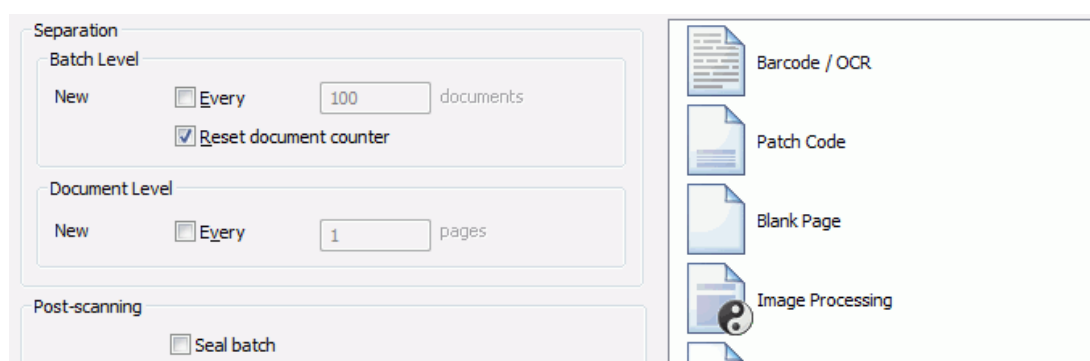 Separation
Batch Level
New Every 100 documents
Reset document counter
Document Level
New Every 1 pages
Post-scanning
Seal batch
Barcode / OCR
Patch Code
Blank Page
Image Processing